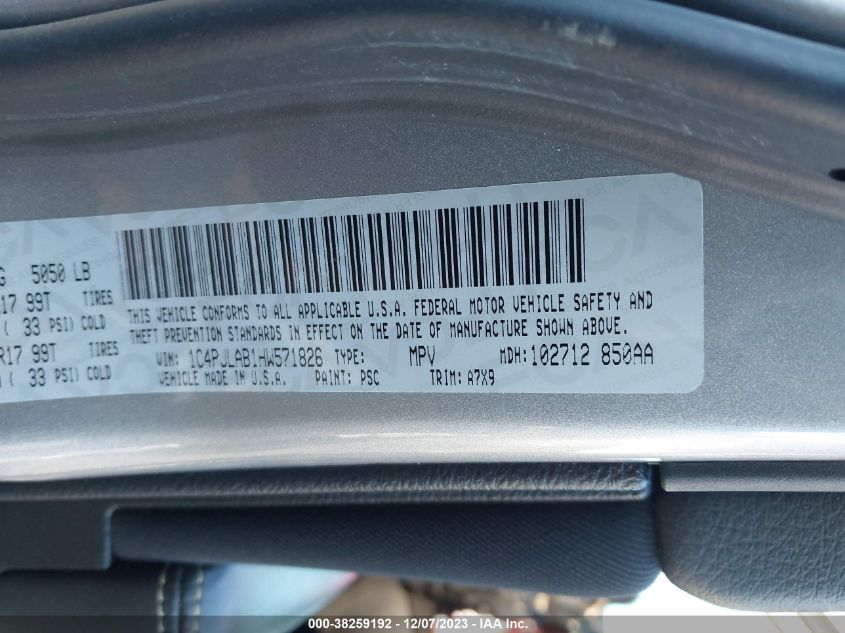 G 5050 LB
R17 99T TIRES
( 33 PSI) COLD
R17 99T TIRES
( 33 PSI) COLD
THIS VEHICLE CONFORMS TO ALL APPLICABLE U.S.A. FEDERAL MOTOR VEHICLE SAFETY AND
THEFT PREVENTION STANDARDS IN EFFECT ON THE DATE OF MANUFACTURE SHOWN ABOVE.
VIN: 1C4PJLAB1HW571826 TYPE: MPV MDH: 102712 850AA
VEHICLE MADE IN U.S.A. PAINT: PSC TRIM: A7X9
000-38259192 - 12/07/2023 - IAA Inc.